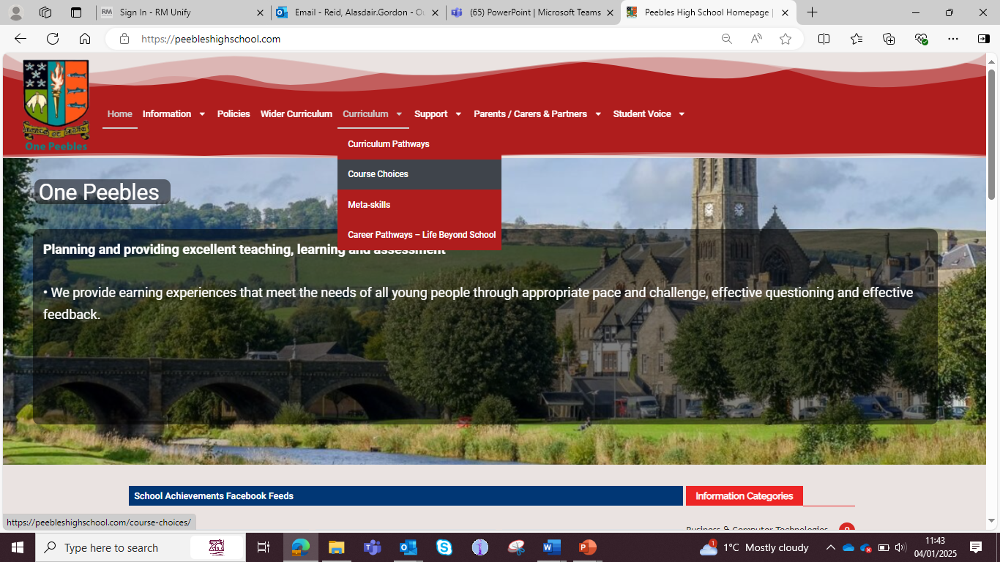 Sign In - RM Unify
Email - Reid, Alasdair.Gordon - Ou
(65) PowerPoint | Microsoft Teams
Peebles High School Homepage |
https://peebleshighschool.com
One Peebles
Home Information Policies Wider Curriculum Curriculum Support Parents / Carers & Partners Student Voice
Curriculum Pathways
Course Choices
Meta-skills
Career Pathways – Life Beyond School
One Peebles
Planning and providing excellent teaching, learning and assessment
• We provide earning experiences that meet the needs of all young people through appropriate pace and challenge, effective questioning and effective
feedback.
School Achievements Facebook Feeds
Information Categories
Business & Computer Technologies
https://peebleshighschool.com/course-choices/
Type here to search
1
1°C Mostly cloudy
11:43
04/01/2025